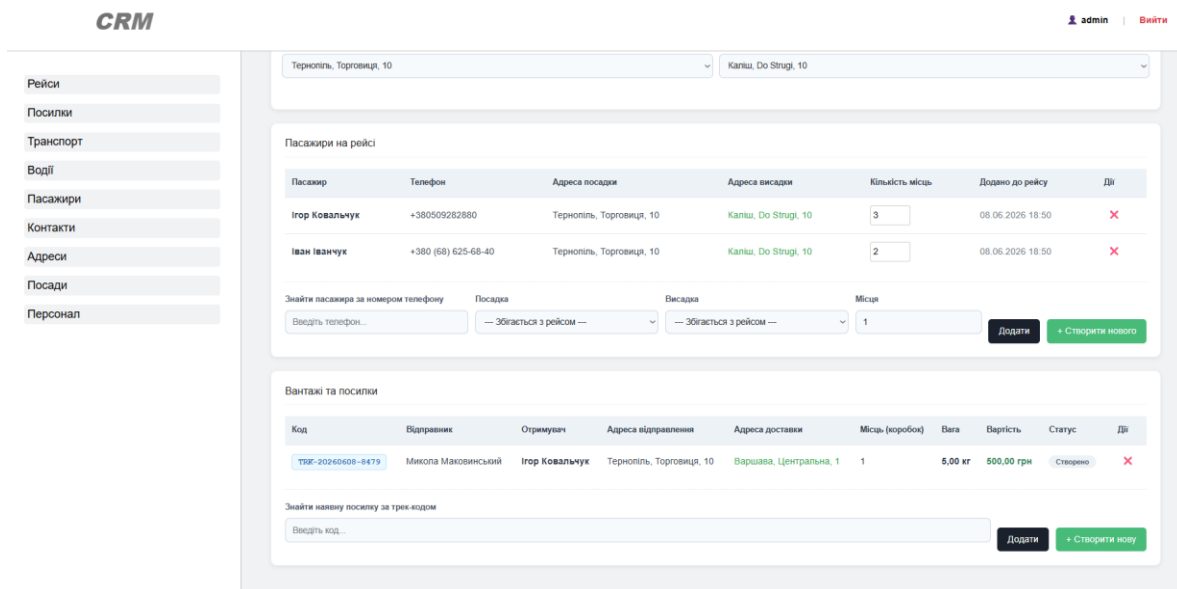 CRM
admin | Вийти
Тернопіль, Торговиця, 10 Каліш, Do Strugi, 10
Рейси
Посилки
Транспорт
Водії
Пасажири
Контакти
Адреси
Посади
Персонал
Пасажири на рейсі
Пасажир Телефон Адреса посадки Адреса висадки Кількість місць Додано до рейсу Дії
Ігор Ковальчук +380509282880 Тернопіль, Торговиця, 10 Каліш, Do Strugi, 10 3 08.06.2026 18:50
Іван Іванчук +380 (68) 625-68-40 Тернопіль, Торговиця, 10 Каліш, Do Strugi, 10 2 08.06.2026 18:50
Знайти пасажира за номером телефону Посадка Висадка Місця
Введіть телефон... — Збігається з рейсом — — Збігається з рейсом — 1 Додати + Створити нового
Вантажі та посилки
Код Відправник Отримувач Адреса відправлення Адреса доставки Місць (коробок) Вага Вартість Статус Дії
TRK-20260608-8479 Микола Маковинський Ігор Ковальчук Тернопіль, Торговиця, 10 Варшава, Центральна, 1 1 5,00 кг 500,00 грн Створено
Знайти наявну посилку за трек-кодом
Введіть код... Додати + Створити нову